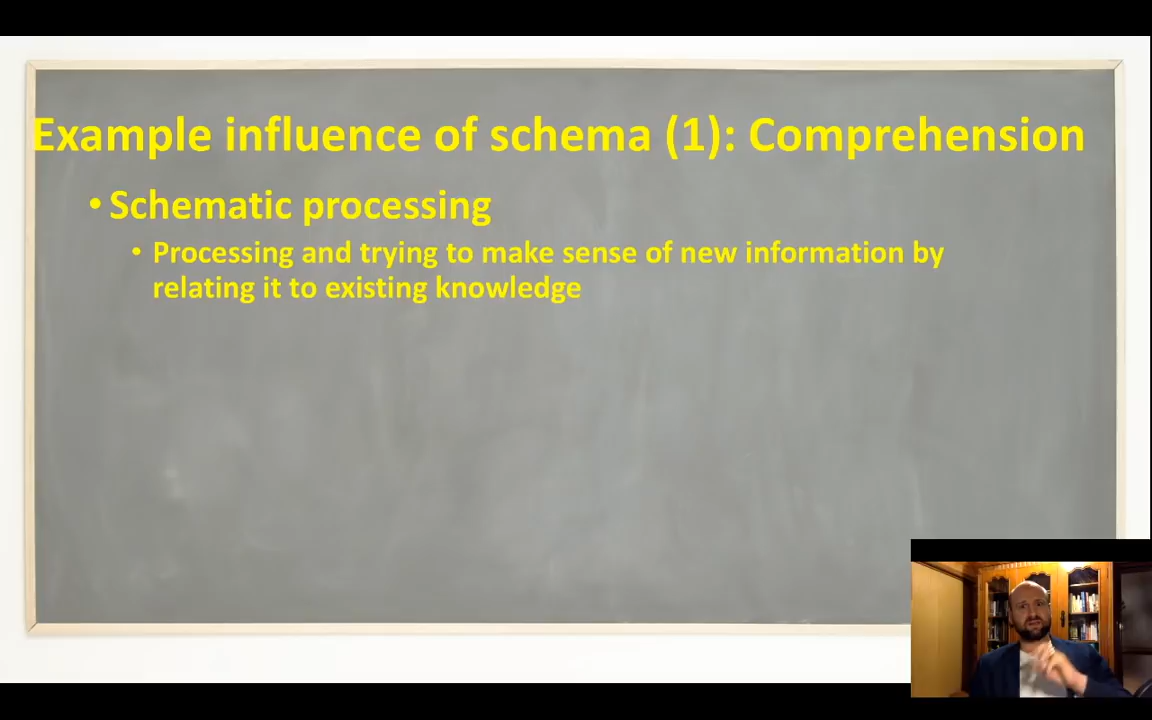 Example influence of schema (1): Comprehension
• Schematic processing
• Processing and trying to make sense of new information by
relating it to existing knowledge